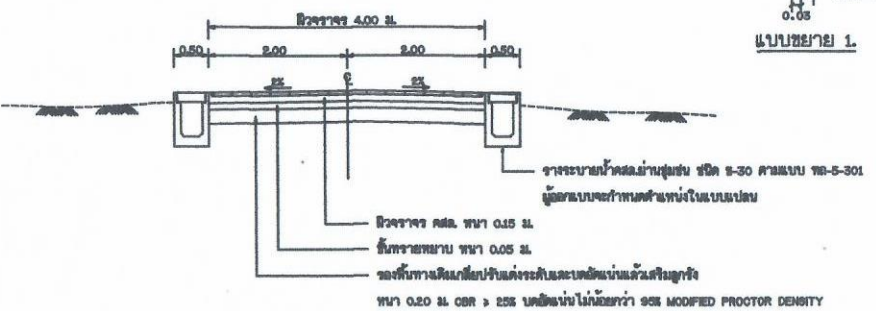 0.03
แบบขยาย 1.
ผิวจราจร 4.00 ม.
0.50 2.00 2.00 0.50
2% 2%
รางระบายน้ำคสล.ย่านชุมชน ชนิด ข-30 ตามแบบ ทถ-5-301
ผู้ออกแบบจะกำหนดตำแหน่งในแบบแปลน
ผิวจราจร คสล. หนา 0.15 ม.
ชั้นทรายหยาบ หนา 0.05 ม.
รองพื้นทางเดิมเกลี่ยปรับแต่งระดับและบดอัดแน่นแล้วเสริมลูกรัง
หนา 0.20 ม. CBR ≥ 25% บดอัดแน่นไม่น้อยกว่า 95% MODIFIED PROCTOR DENSITY